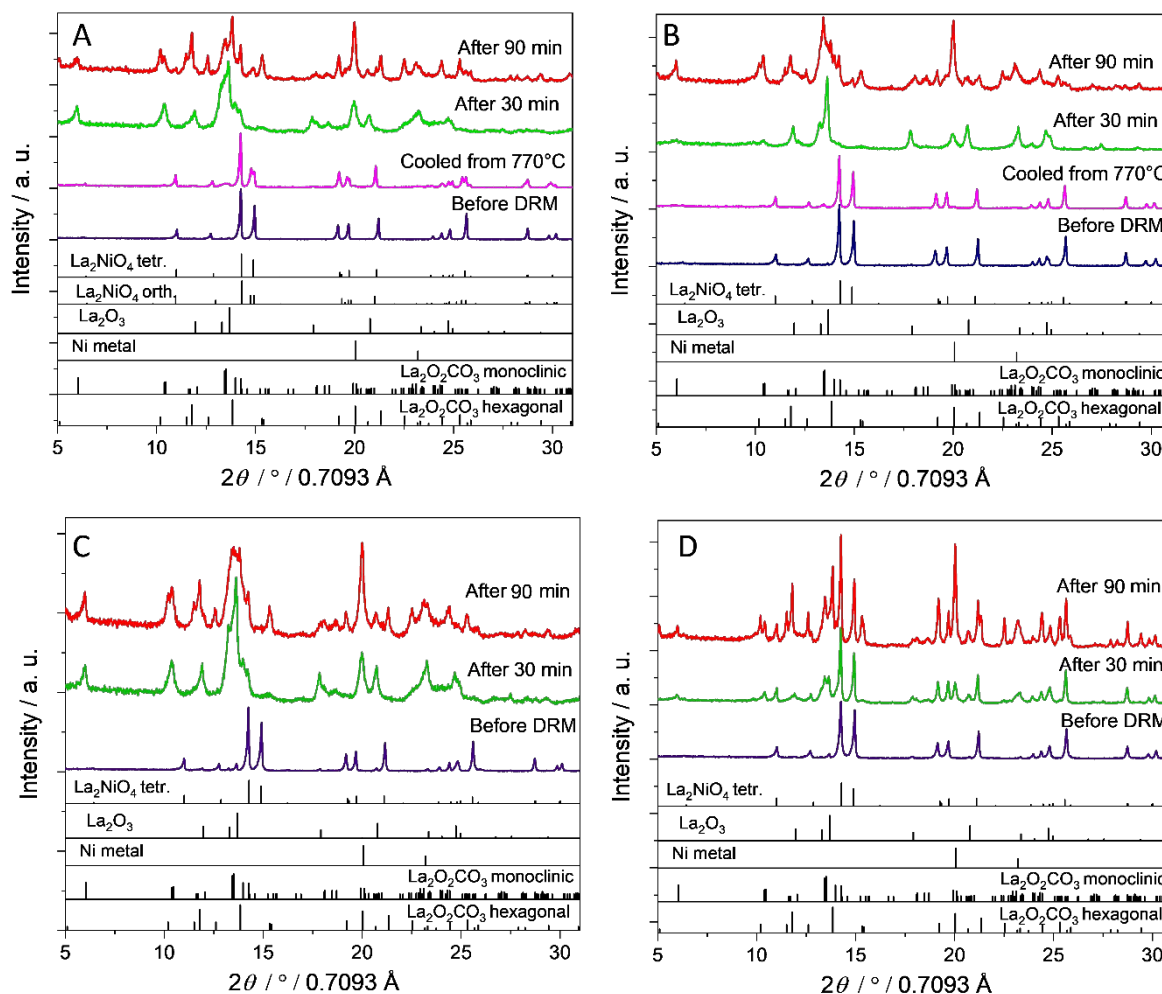 A
After 90 min
After 30 min
Cooled from 770°C
Before DRM
La₂NiO₄ tetr.
La₂NiO₄ orth.
La₂O₃
Ni metal
La₂O₂CO₃ monoclinic
La₂O₂CO₃ hexagonal
Intensity / a. u.
5 10 15 20 25 30
2θ / ° / 0.7093 Å
B
After 90 min
After 30 min
Cooled from 770°C
Before DRM
La₂NiO₄ tetr.
La₂O₃
Ni metal
La₂O₂CO₃ monoclinic
La₂O₂CO₃ hexagonal
Intensity / a. u.
5 10 15 20 25 30
2θ / ° / 0.7093 Å
C
After 90 min
After 30 min
Before DRM
La₂NiO₄ tetr.
La₂O₃
Ni metal
La₂O₂CO₃ monoclinic
La₂O₂CO₃ hexagonal
Intensity / a. u.
5 10 15 20 25 30
2θ / ° / 0.7093 Å
D
After 90 min
After 30 min
Before DRM
La₂NiO₄ tetr.
La₂O₃
Ni metal
La₂O₂CO₃ monoclinic
La₂O₂CO₃ hexagonal
Intensity / a. u.
5 10 15 20 25 30
2θ / ° / 0.7093 Å